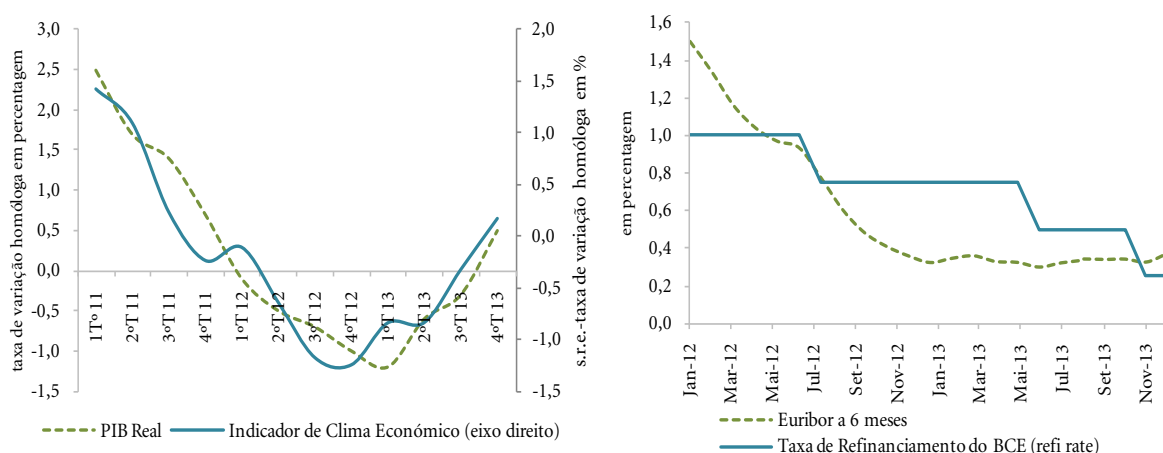 taxa de variação homóloga em percentagem
3,0
2,5
2,0
1,5
1,0
0,5
0,0
-0,5
-1,0
-1,5
1Tº 11
2ºT 11
3ºT 11
4ºT 11
1ºT 12
2ºT 12
3ºT 12
4ºT 12
1ºT 13
2ºT 13
3ºT 13
4ºT 13
2,0
1,5
1,0
0,5
0,0
-0,5
-1,0
-1,5
s.r.e-taxa de variação homóloga em %
PIB Real
Indicador de Clima Económico (eixo direito)
em percentagem
1,6
1,4
1,2
1,0
0,8
0,6
0,4
0,2
0,0
Jan-12
Mar-12
Mai-12
Jul-12
Set-12
Nov-12
Jan-13
Mar-13
Mai-13
Jul-13
Set-13
Nov-13
Euribor a 6 meses
Taxa de Refinanciamento do BCE (refi rate)